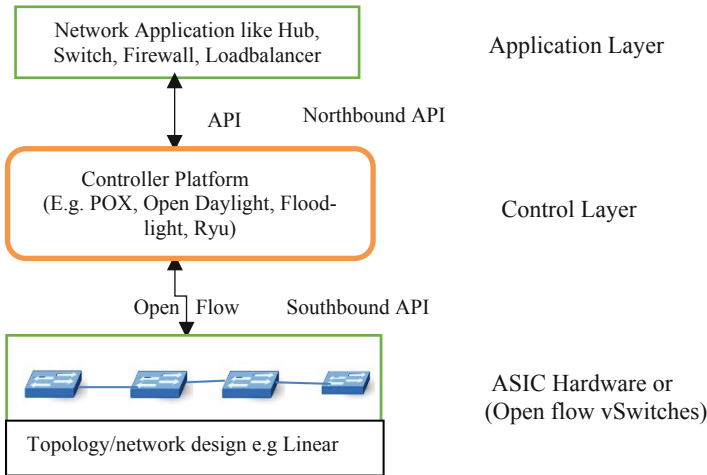 Network Application like Hub,
Switch, Firewall, Loadbalancer
Application Layer
API
Northbound API
Controller Platform
(E.g. POX, Open Daylight, Flood-
light, Ryu)
Control Layer
Open Flow
Southbound API
ASIC Hardware or
(Open flow vSwitches)
Topology/network design e.g Linear